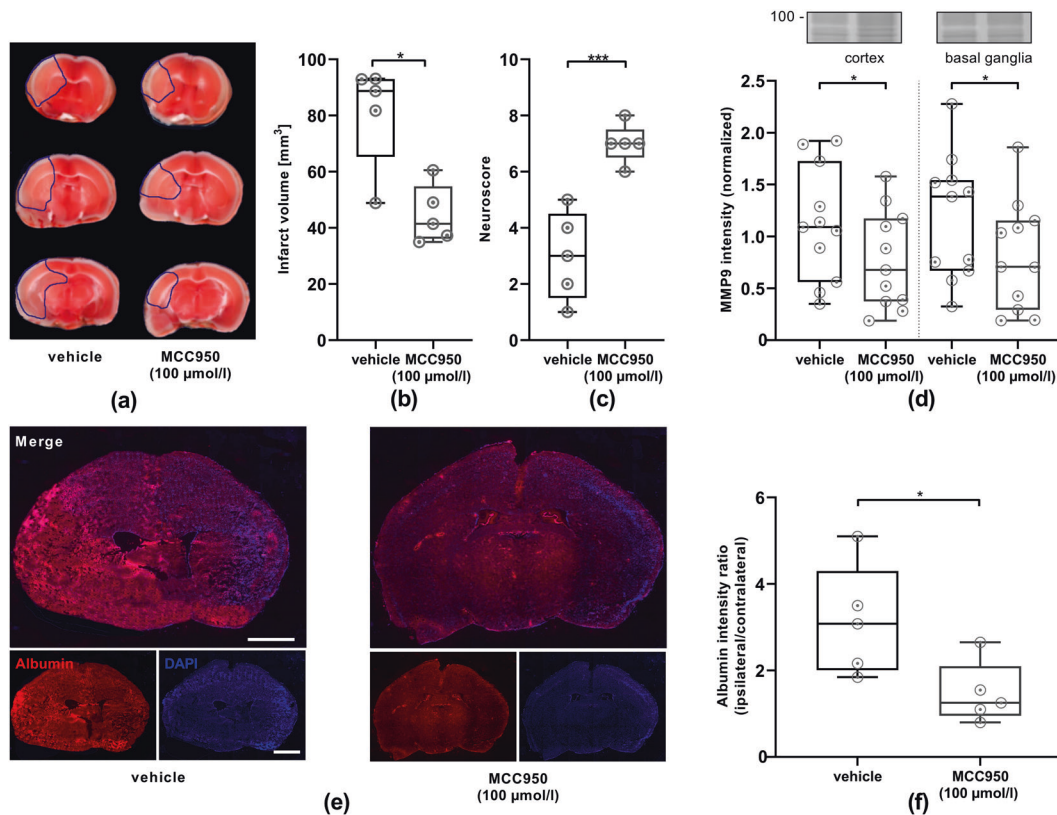 vehicle
MCC950
(100 µmol/l)
(a)
Infarct volume [mm³]
100
80
60
40
20
0
*
vehicle
MCC950
(100 µmol/l)
(b)
Neuroscore
10
8
6
4
2
0
***
vehicle
MCC950
(100 µmol/l)
(c)
100
cortex
basal ganglia
MMP9 intensity (normalized)
2.5
2.0
1.5
1.0
0.5
0.0
*
*
vehicle
MCC950
(100 µmol/l)
vehicle
MCC950
(100 µmol/l)
(d)
Merge
Albumin
DAPI
vehicle
MCC950
(100 µmol/l)
(e)
Albumin intensity ratio
(ipsilateral/contralateral)
6
4
2
0
*
vehicle
MCC950
(100 µmol/l)
(f)